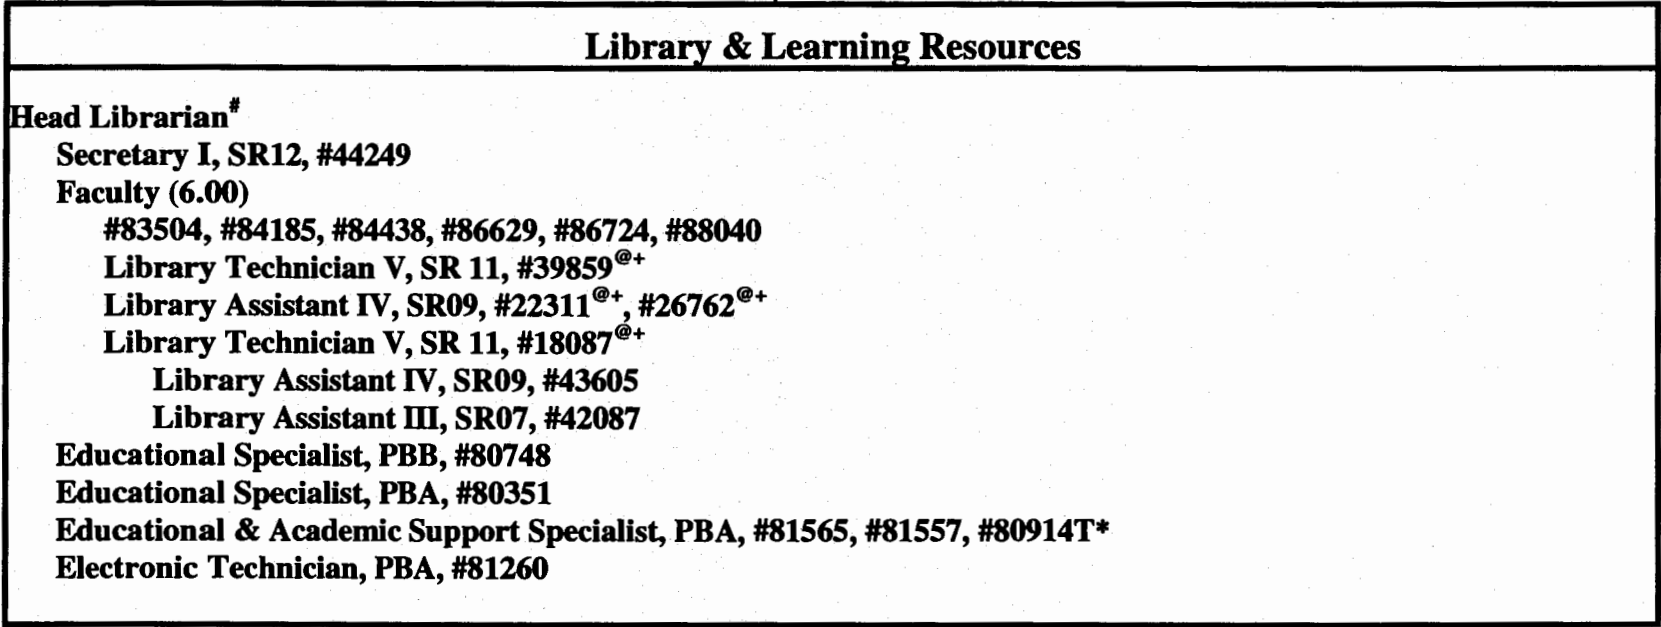 Library & Learning Resources
Head Librarian#
Secretary I, SR12, #44249
Faculty (6.00)
#83504, #84185, #84438, #86629, #86724, #88040
Library Technician V, SR 11, #39859@+
Library Assistant IV, SR09, #22311@+, #26762@+
Library Technician V, SR 11, #18087@+
Library Assistant IV, SR09, #43605
Library Assistant III, SR07, #42087
Educational Specialist, PBB, #80748
Educational Specialist, PBA, #80351
Educational & Academic Support Specialist, PBA, #81565, #81557, #80914T*
Electronic Technician, PBA, #81260